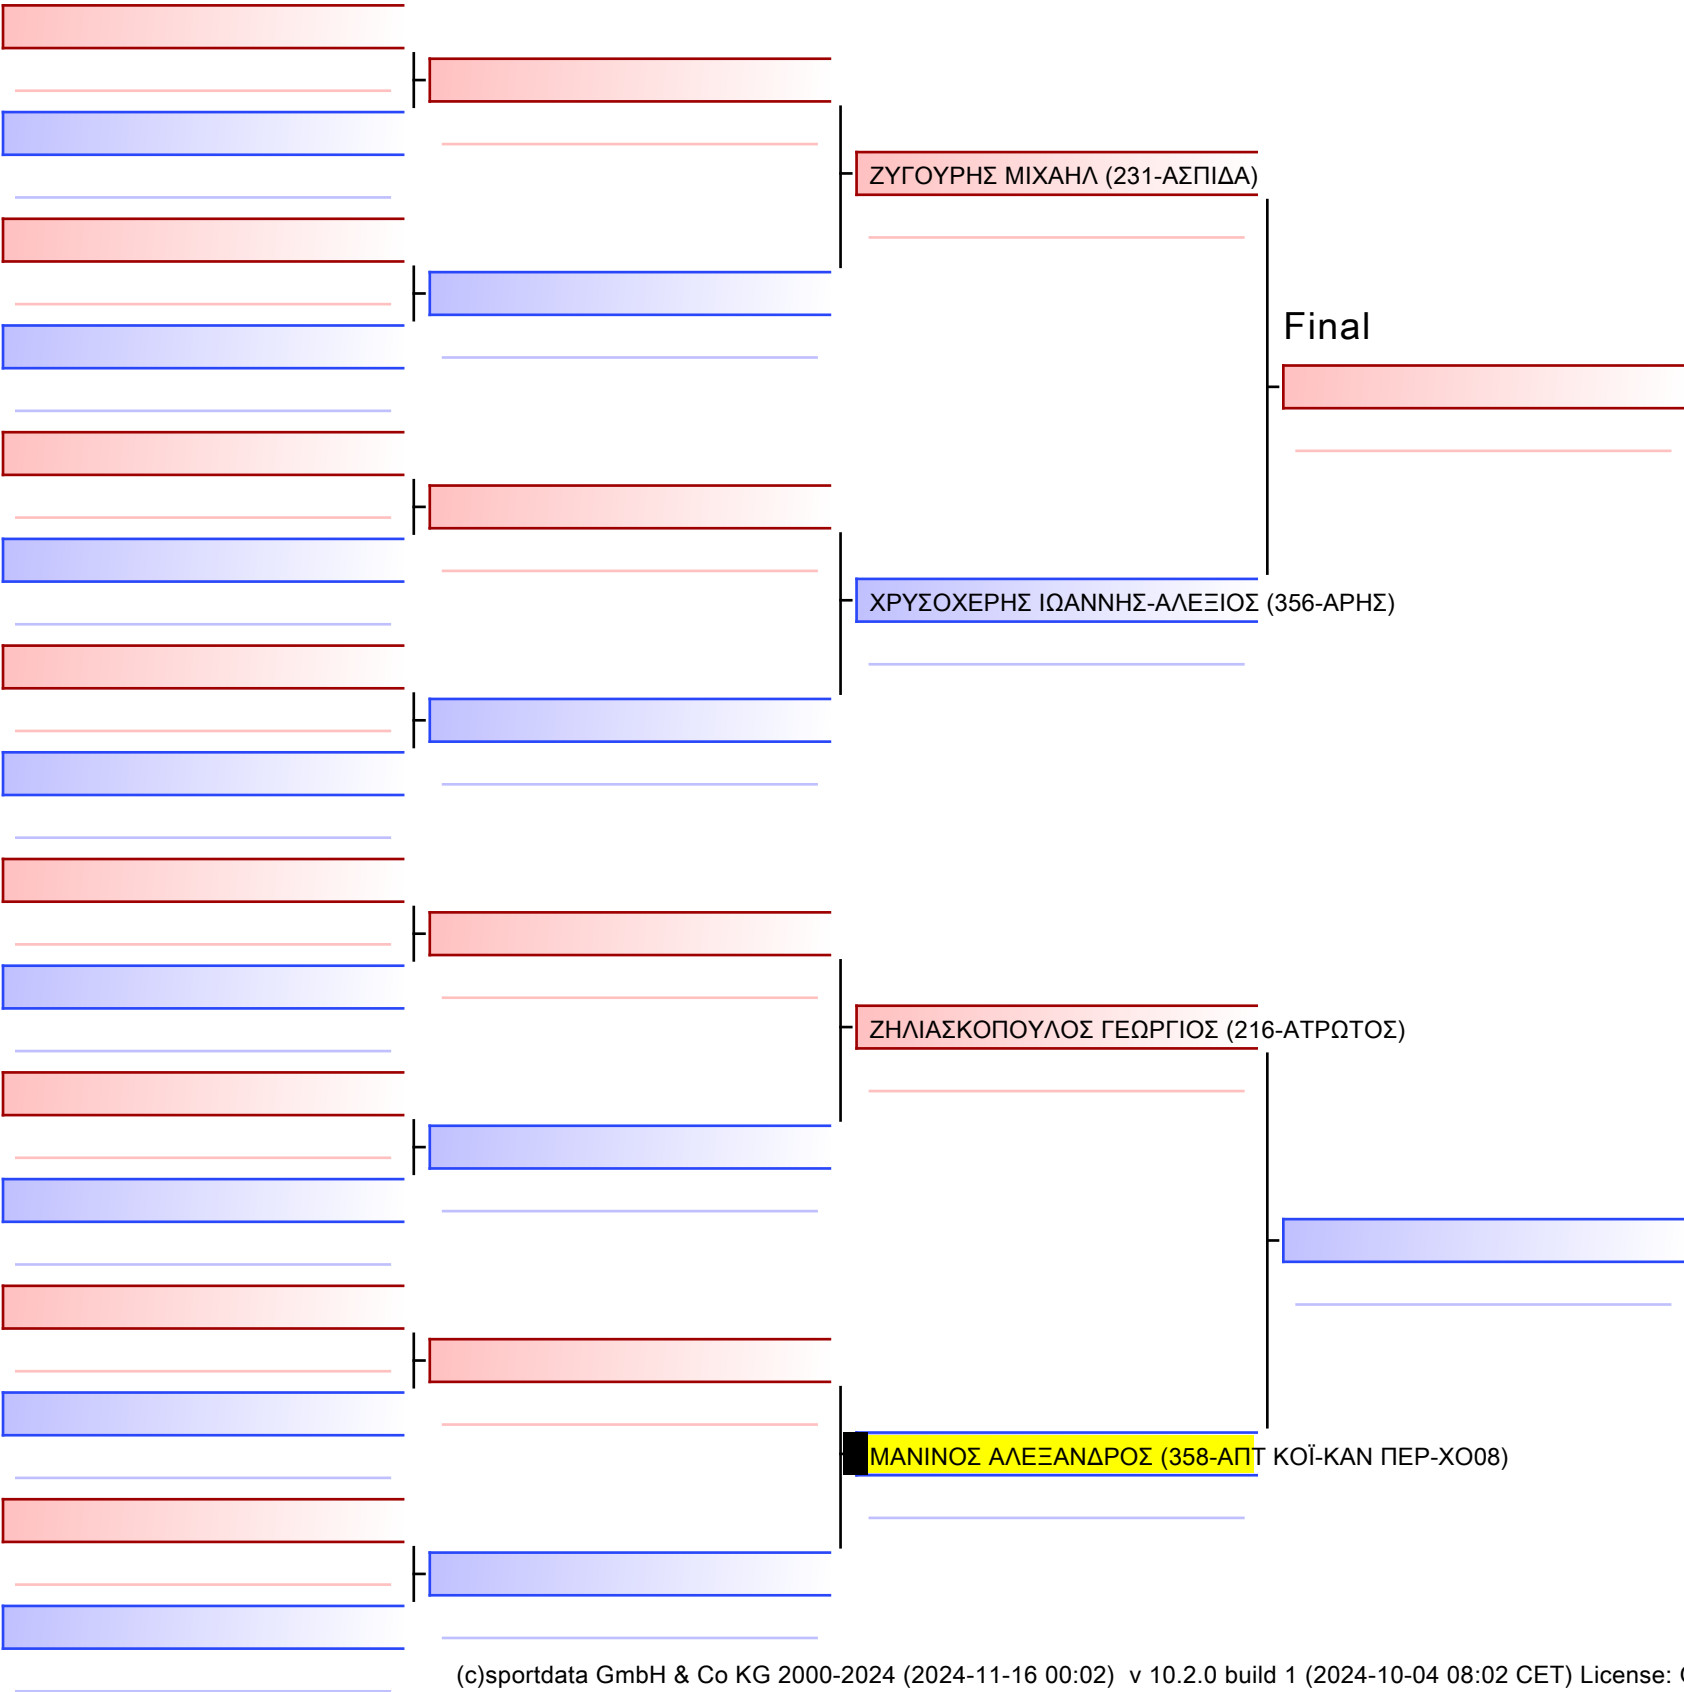 ΖΥΓΟΥΡΗΣ ΜΙΧΑΗΛ (231-ΑΣΠΙΔΑ)
Final
ΧΡΥΣΟΧΕΡΗΣ ΙΩΑΝΝΗΣ-ΑΛΕΞΙΟΣ (356-ΑΡΗΣ)
ΖΗΛΙΑΣΚΟΠΟΥΛΟΣ ΓΕΩΡΓΙΟΣ (216-ΑΤΡΩΤΟΣ)
ΜΑΝΙΝΟΣ ΑΛΕΞΑΝΔΡΟΣ (358-ΑΠΤ ΚΟΪ-ΚΑΝ ΠΕΡ-ΧΟ08)
(c)sportdata GmbH & Co KG 2000-2024 (2024-11-16 00:02) v 10.2.0 build 1 (2024-10-04 08:02 CET) License: